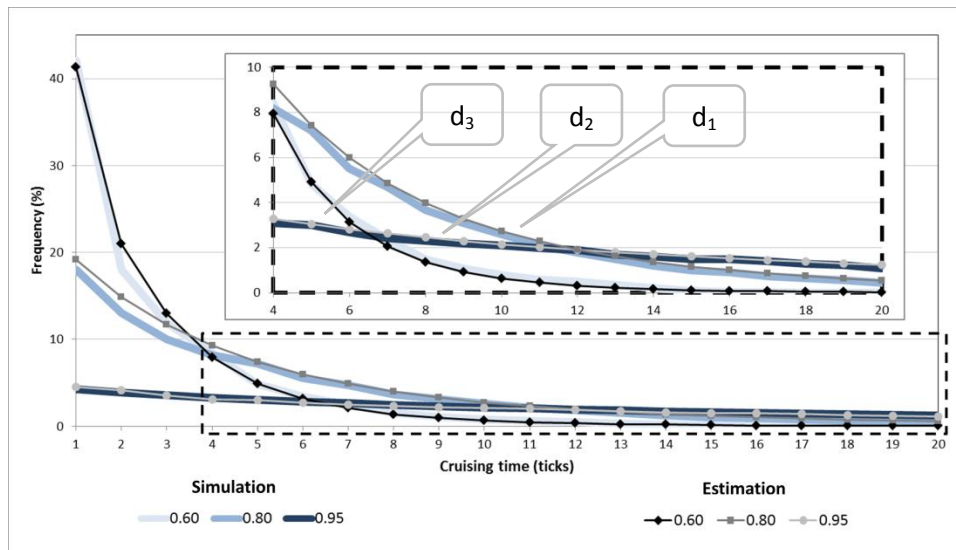 Frequency (%)
40
30
20
10
0
10
8
6
4
2
0
d3
d2
d1
4 6 8 10 12 14 16 18 20
1 2 3 4 5 6 7 8 9 10 11 12 13 14 15 16 17 18 19 20
Cruising time (ticks)
Simulation
0.60 0.80 0.95
Estimation
0.60 0.80 0.95